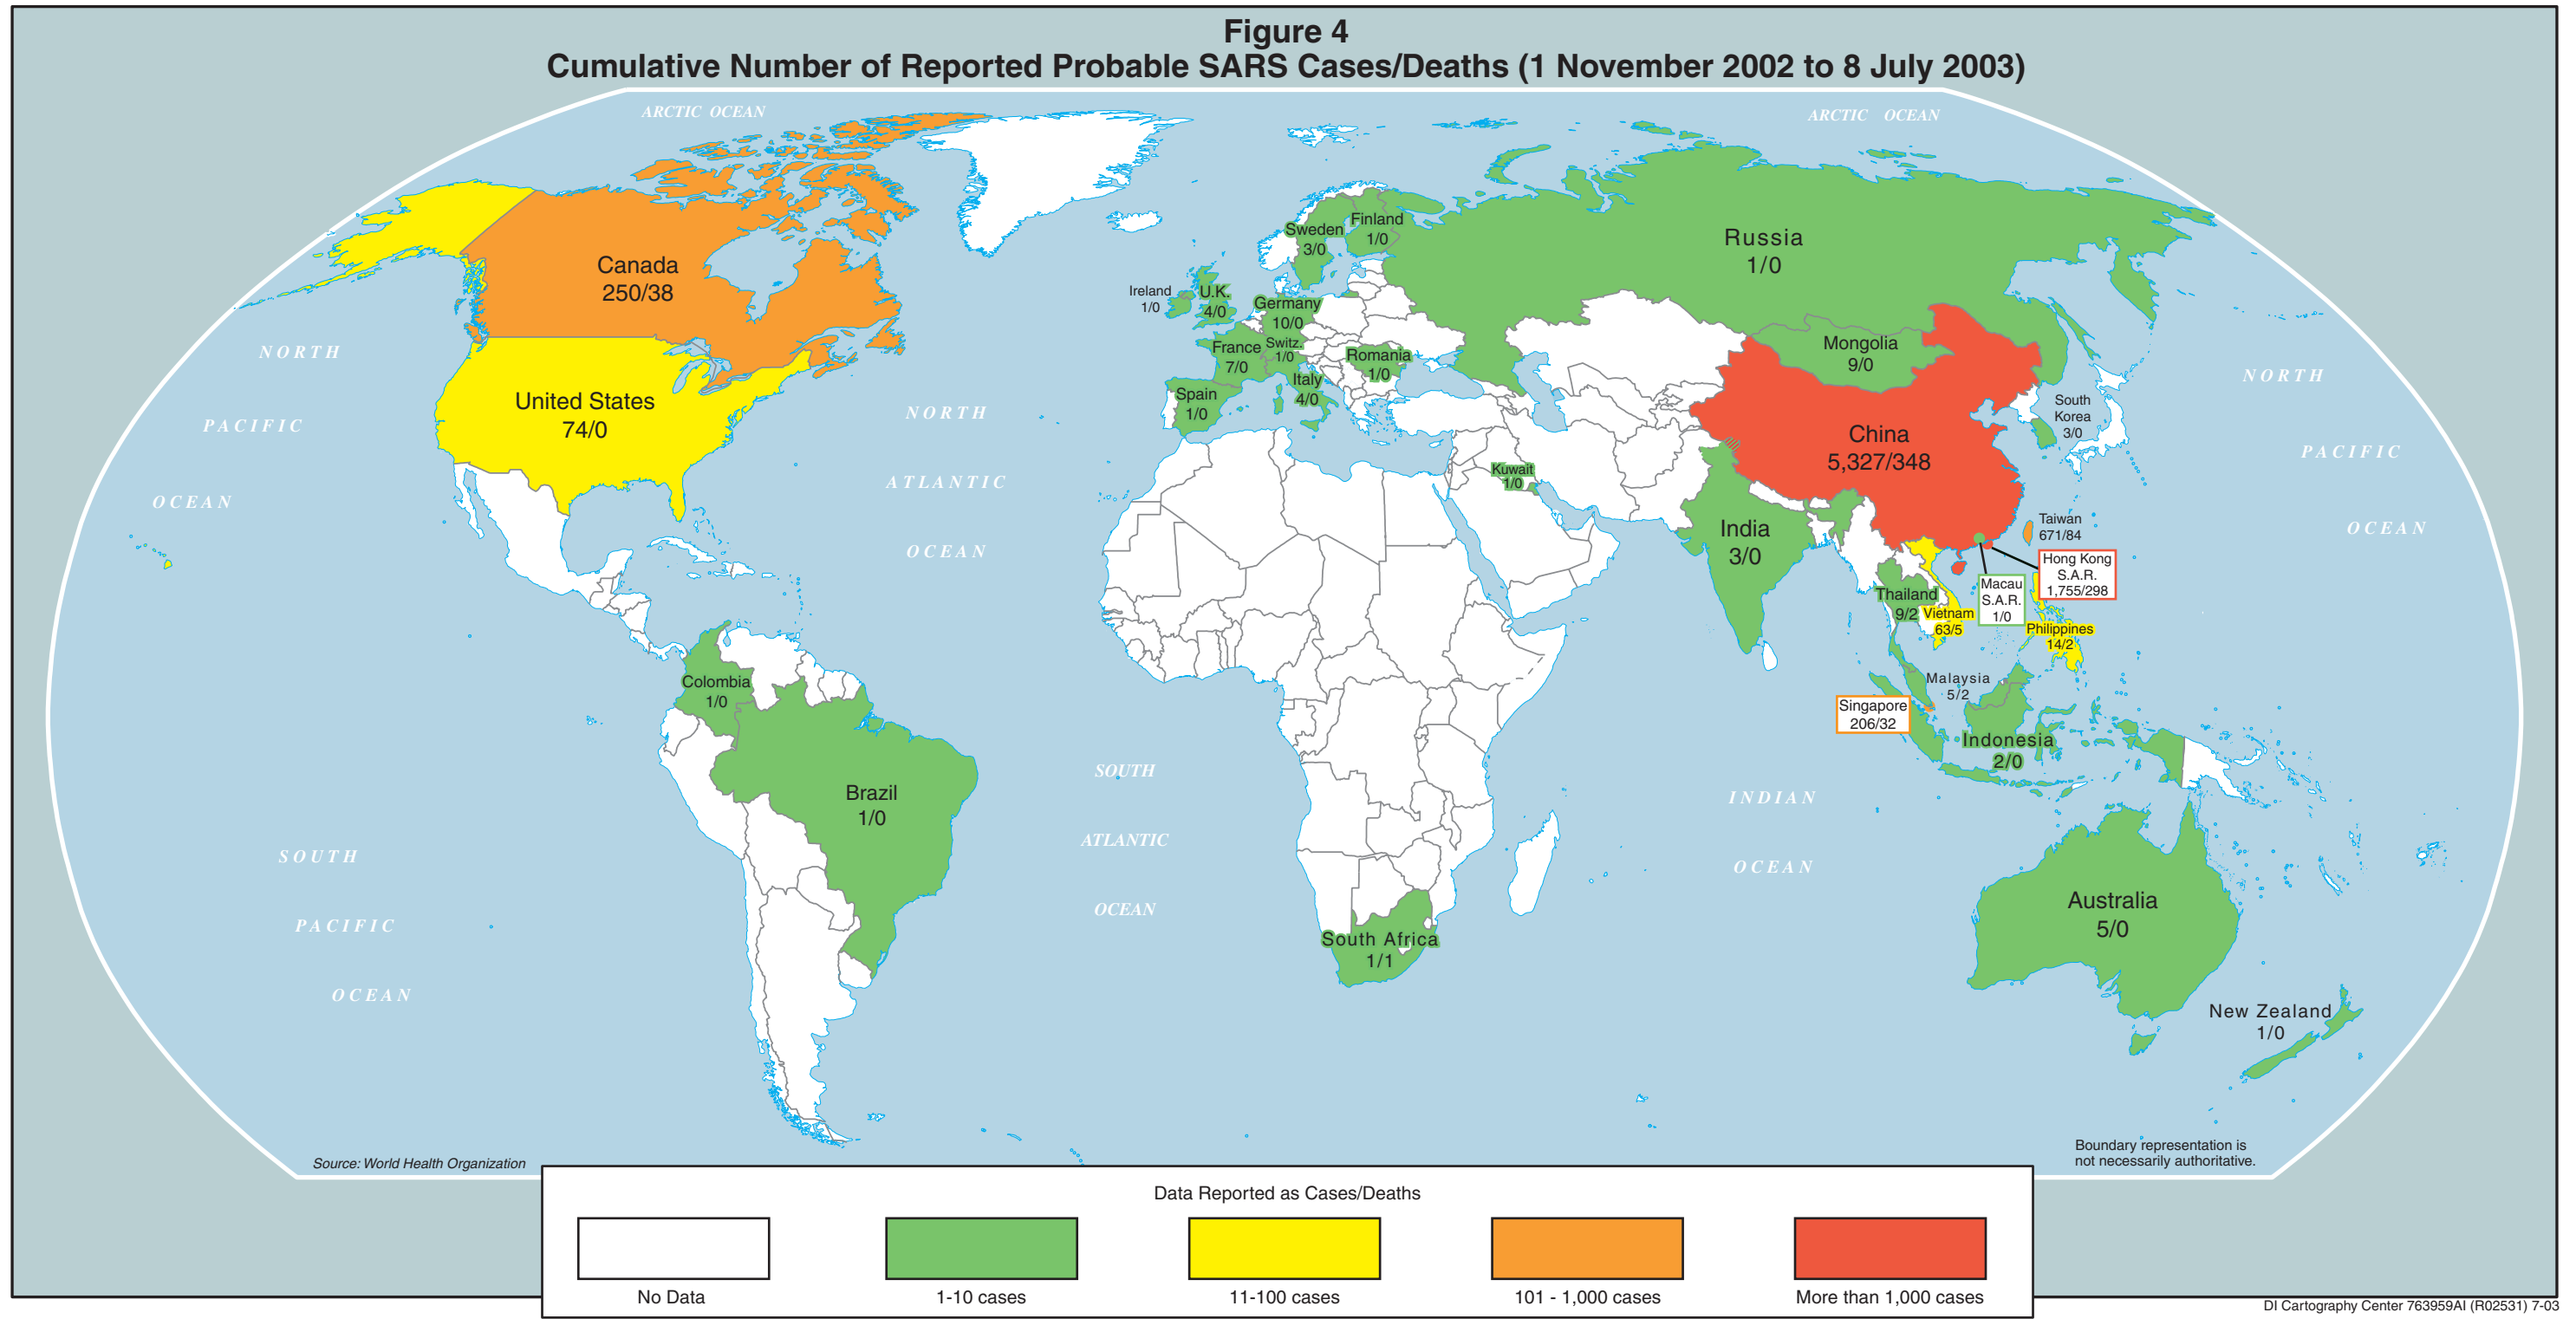 Figure 4
Cumulative Number of Reported Probable SARS Cases/Deaths (1 November 2002 to 8 July 2003)
ARCTIC OCEAN
ARCTIC OCEAN
Canada
250/38
United States
74/0
NORTH
PACIFIC
OCEAN
NORTH
ATLANTIC
OCEAN
Sweden
3/0
Finland
1/0
Russia
1/0
Ireland
1/0
U.K.
4/0
Germany
10/0
France
7/0
Switz.
1/0
Romania
1/0
Italy
4/0
Spain
1/0
Mongolia
9/0
China
5,327/348
South
Korea
3/0
NORTH
PACIFIC
OCEAN
Kuwait
1/0
India
3/0
Taiwan
671/84
Hong Kong
S.A.R.
1,755/298
Macau
S.A.R.
1/0
Thailand
9/2
Vietnam
63/5
Philippines
14/2
Malaysia
5/2
Singapore
206/32
Indonesia
2/0
Colombia
1/0
Brazil
1/0
SOUTH
PACIFIC
OCEAN
SOUTH
ATLANTIC
OCEAN
INDIAN
OCEAN
South Africa
1/1
Australia
5/0
New Zealand
1/0
Source: World Health Organization
Boundary representation is
not necessarily authoritative.
Data Reported as Cases/Deaths
No Data
1-10 cases
11-100 cases
101 - 1,000 cases
More than 1,000 cases
DI Cartography Center 763959AI (R02531) 7-03